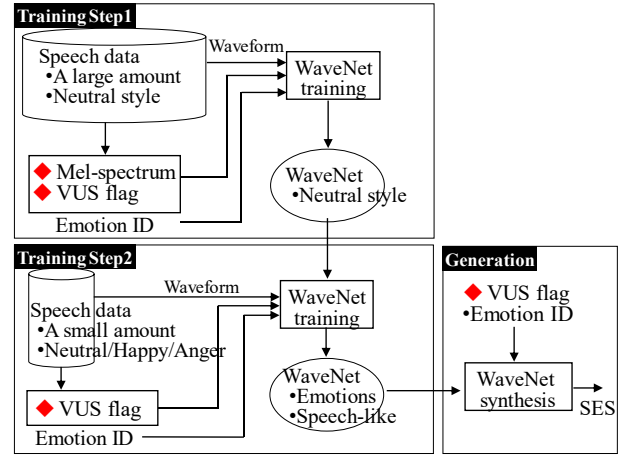 Training Step1
Speech data
•A large amount
•Neutral style
Waveform
WaveNet
training
◆ Mel-spectrum
◆ VUS flag
Emotion ID
WaveNet
•Neutral style
Training Step2
Speech data
•A small amount
•Neutral/Happy/Anger
Waveform
WaveNet
training
◆ VUS flag
Emotion ID
WaveNet
•Emotions
•Speech-like
Generation
◆ VUS flag
•Emotion ID
WaveNet
synthesis
SES